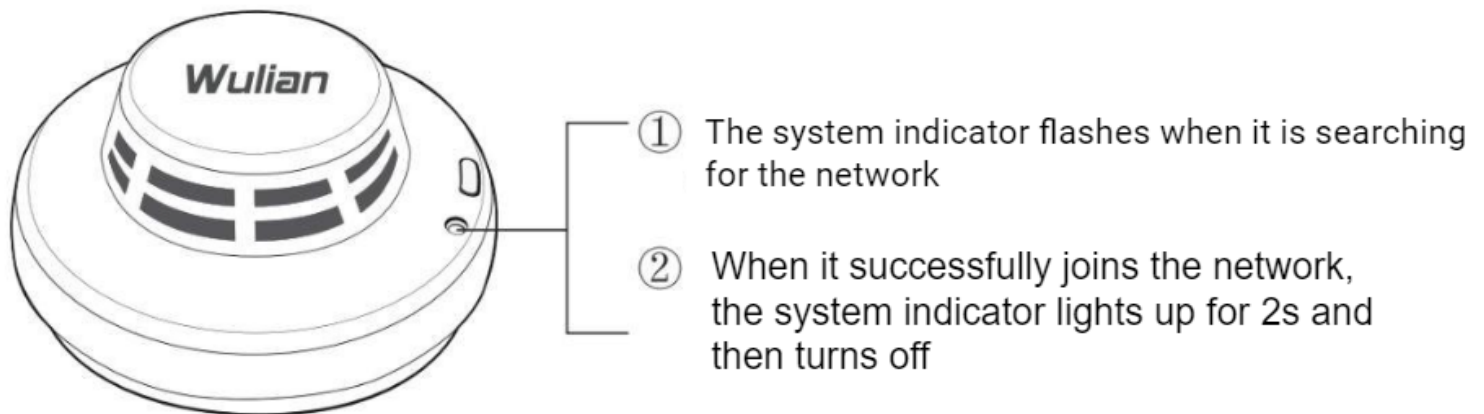 Wulian
① The system indicator flashes when it is searching
for the network
② When it successfully joins the network,
the system indicator lights up for 2s and
then turns off